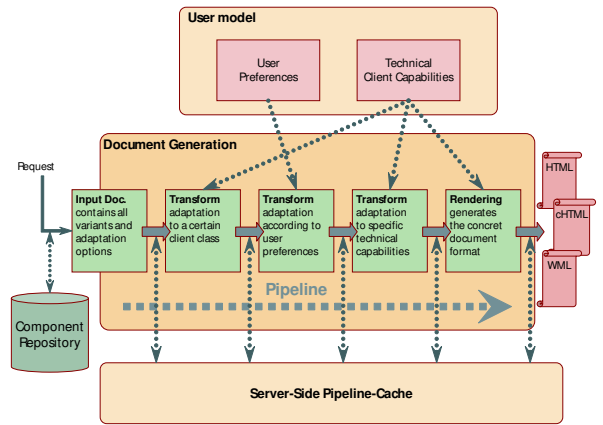 User model
User
Preferences
Technical
Client Capabilities
Document Generation
Request
Input Doc.
contains all
variants and
adaptation
options
Transform
adaptation
to a certain
client class
Transform
adaptation
according to
user
preferences
Transform
adaptation
to specific
technical
capabilities
Rendering
generates
the concret
document
format
HTML
cHTML
WML
Pipeline
Component
Repository
Server-Side Pipeline-Cache